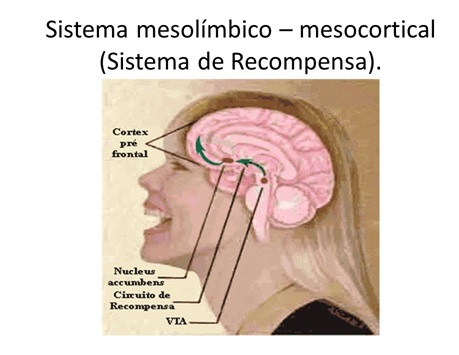 Sistema mesolímbico – mesocortical
(Sistema de Recompensa).
Cortex
pré
frontal
Nucleus
accumbens
Circuito de
Recompensa
VTA